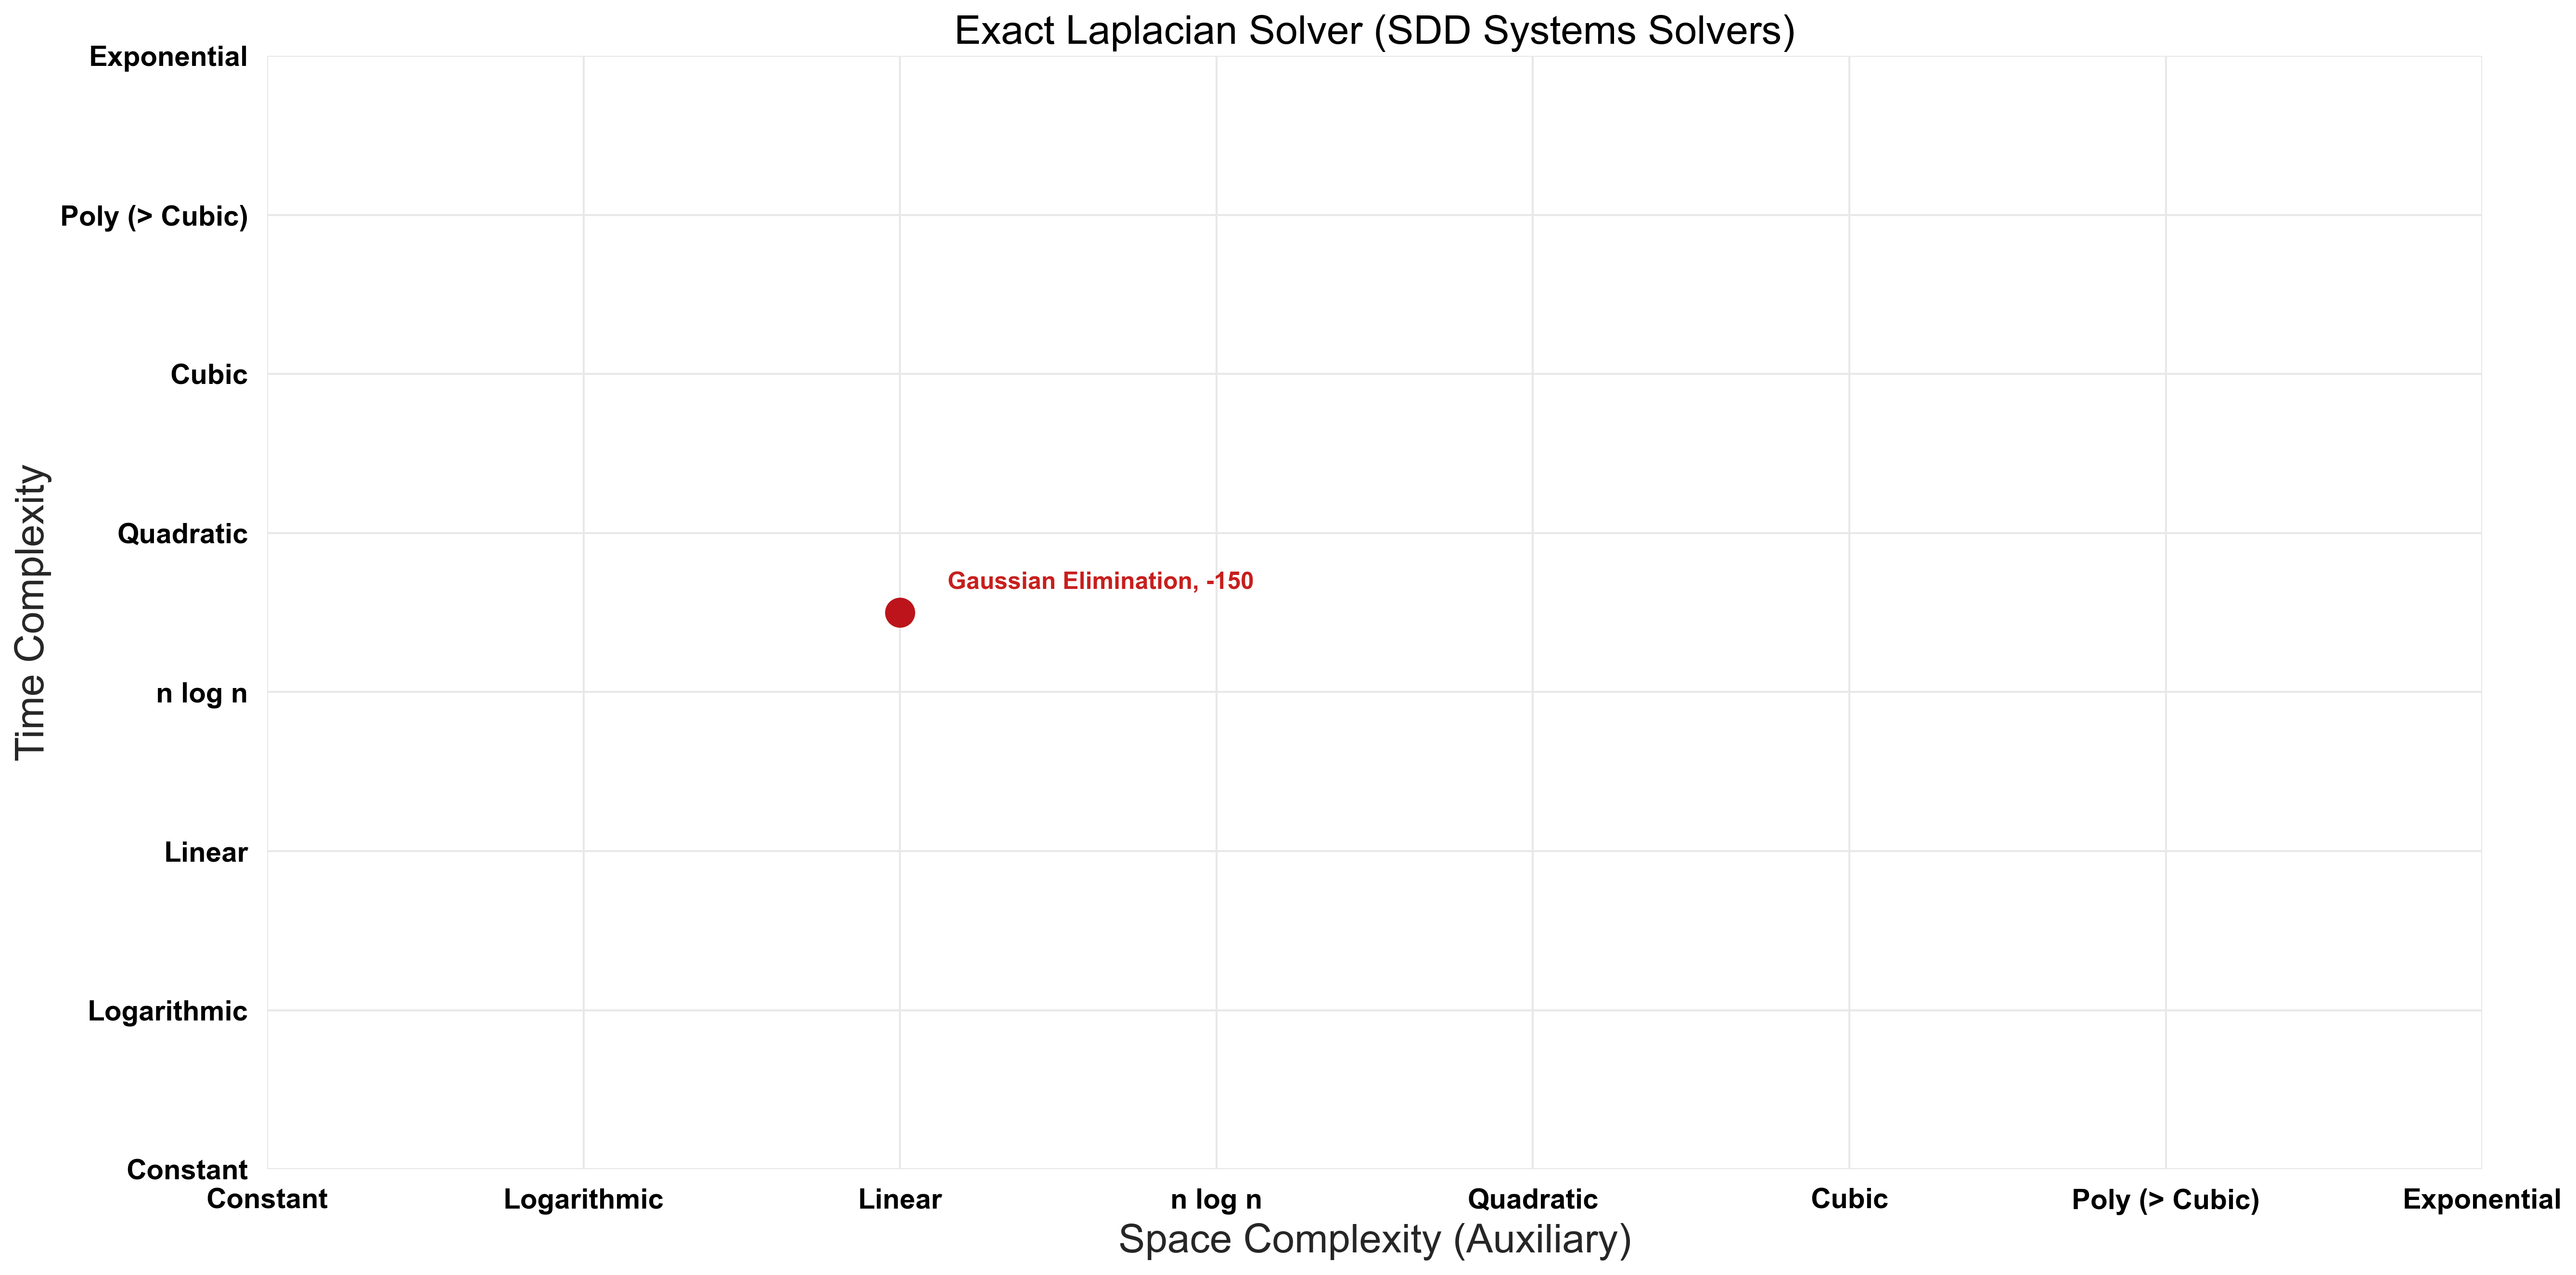 Exact Laplacian Solver (SDD Systems Solvers)
Exponential
Poly (> Cubic)
Cubic
Quadratic
n log n
Linear
Logarithmic
Constant
Time Complexity
Gaussian Elimination, -150
Constant
Logarithmic
Linear
n log n
Quadratic
Cubic
Poly (> Cubic)
Exponential
Space Complexity (Auxiliary)